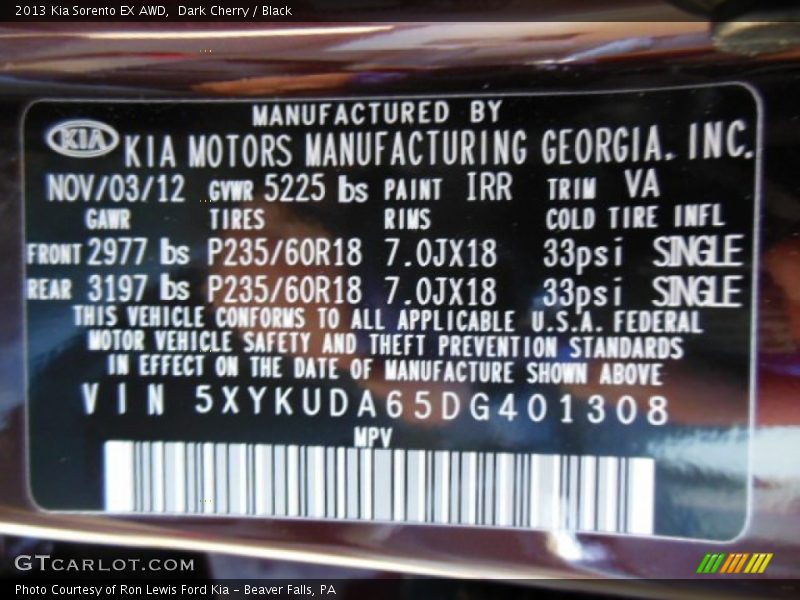 2013 Kia Sorento EX AWD,  Dark Cherry / Black
MANUFACTURED BY
KIA KIA MOTORS MANUFACTURING GEORGIA. INC.
NOV/03/12 GVWR 5225 lbs PAINT IRR TRIM VA
GAWR TIRES RIMS COLD TIRE INFL
FRONT 2977 lbs P235/60R18 7.0JX18 33psi SINGLE
REAR 3197 lbs P235/60R18 7.0JX18 33psi SINGLE
THIS VEHICLE CONFORMS TO ALL APPLICABLE U.S.A. FEDERAL
MOTOR VEHICLE SAFETY AND THEFT PREVENTION STANDARDS
IN EFFECT ON THE DATE OF MANUFACTURE SHOWN ABOVE
VIN 5XYKUDA65DG401308
MPV
GTCARLOT.COM
Photo Courtesy of Ron Lewis Ford Kia - Beaver Falls, PA